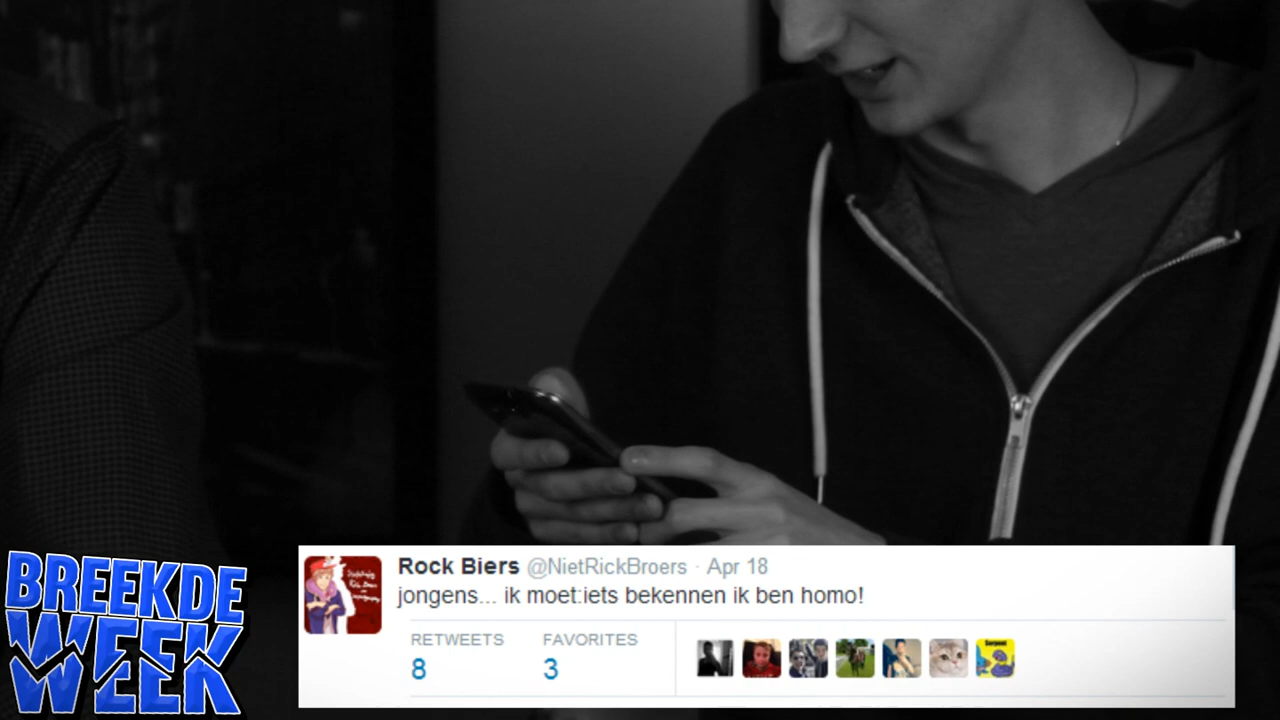 BREEKDE
WEEK
Rock Biers @NietRickBroers · Apr 18
jongens... ik moet:iets bekennen ik ben homo!
RETWEETS FAVORITES
8 3
Serpent